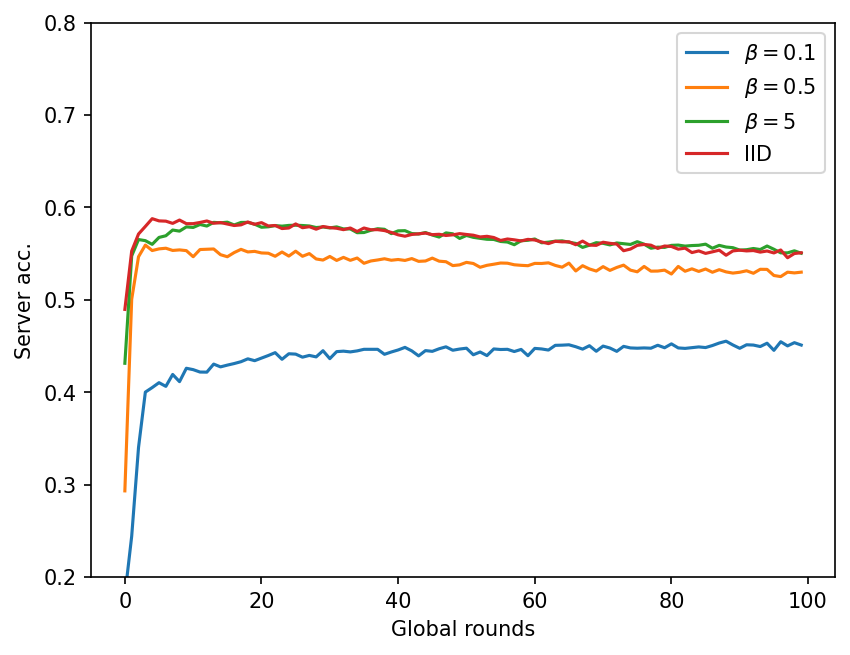 0.8
0.7
0.6
0.5
0.4
0.3
0.2
Server acc.
β = 0.1
β = 0.5
β = 5
IID
0 20 40 60 80 100
Global rounds